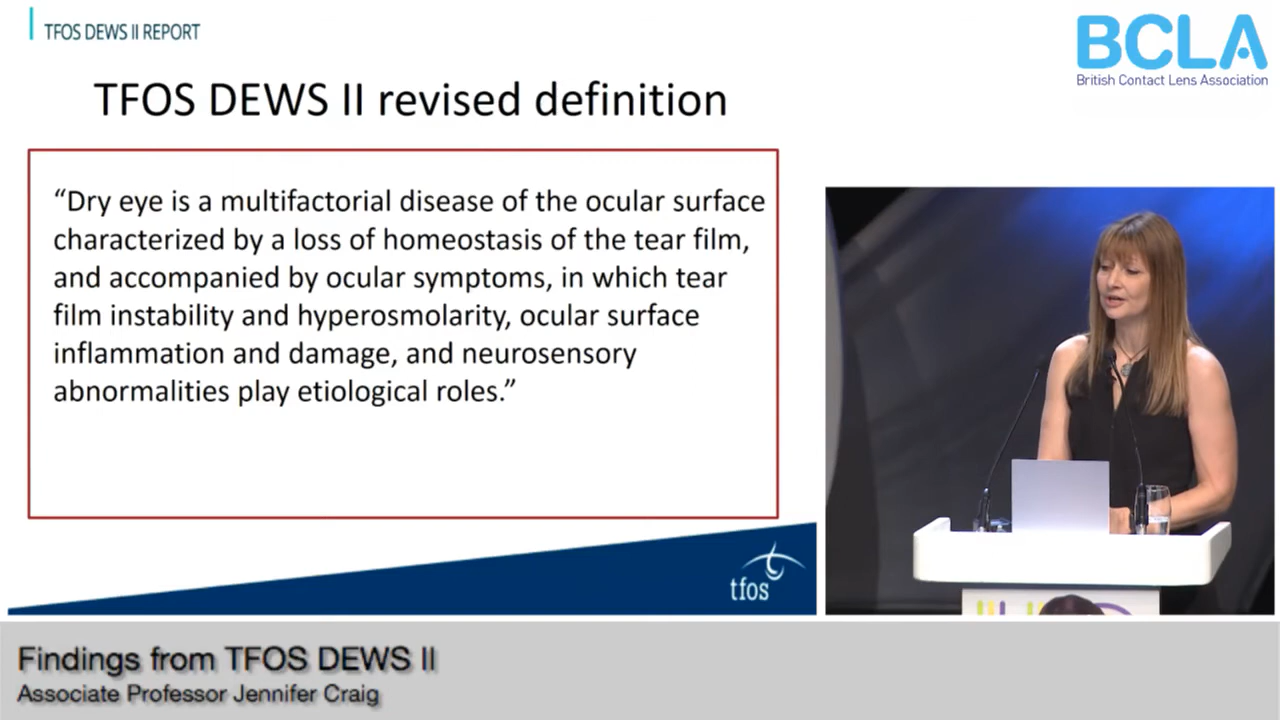 TFOS DEWS II REPORT
BCLA
British Contact Lens Association
TFOS DEWS II revised definition
“Dry eye is a multifactorial disease of the ocular surface
characterized by a loss of homeostasis of the tear film,
and accompanied by ocular symptoms, in which tear
film instability and hyperosmolarity, ocular surface
inflammation and damage, and neurosensory
abnormalities play etiological roles.”
tfos
Findings from TFOS DEWS II
Associate Professor Jennifer Craig